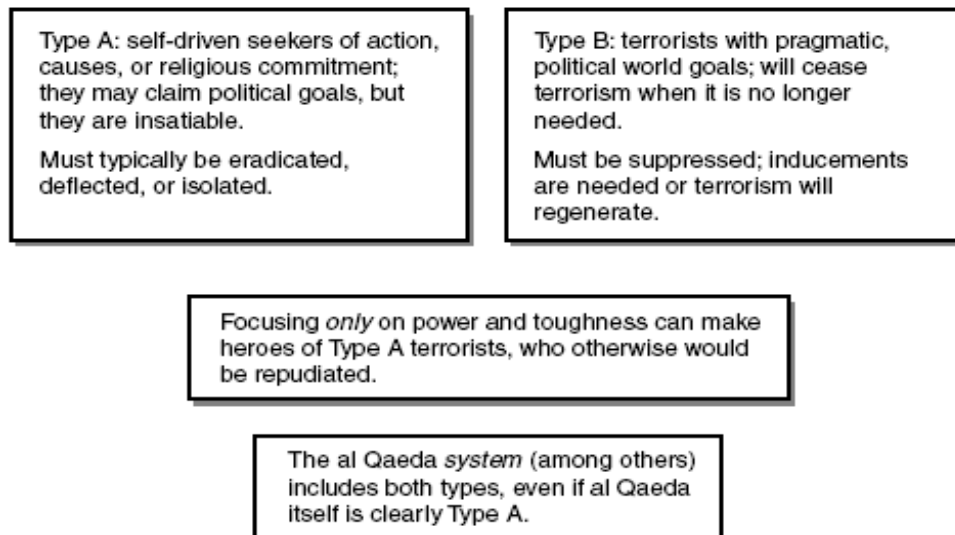 Type A: self-driven seekers of action,
causes, or religious commitment;
they may claim political goals, but
they are insatiable.
Must typically be eradicated,
deflected, or isolated.
Type B: terrorists with pragmatic,
political world goals; will cease
terrorism when it is no longer
needed.
Must be suppressed; inducements
are needed or terrorism will
regenerate.
Focusing only on power and toughness can make
heroes of Type A terrorists, who otherwise would
be repudiated.
The al Qaeda system (among others)
includes both types, even if al Qaeda
itself is clearly Type A.